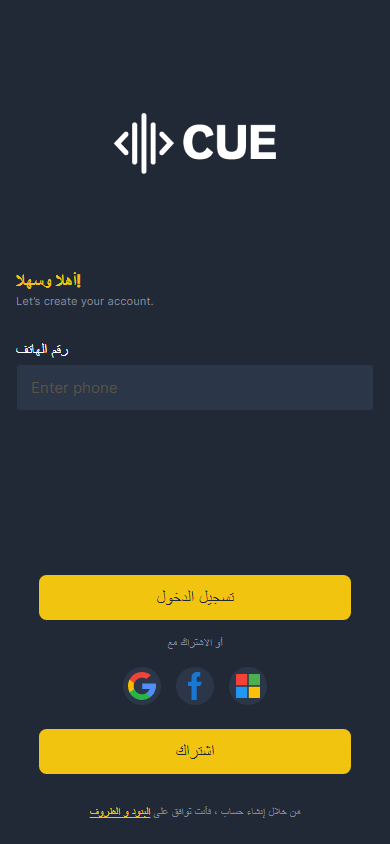 CUE
أهلا وسهلا!
Let's create your account.
رقم الهاتف
Enter phone
تسجيل الدخول
أو الاشتراك مع
اشتراك
من خلال إنشاء حساب ، فأنت توافق على البنود و الظروف